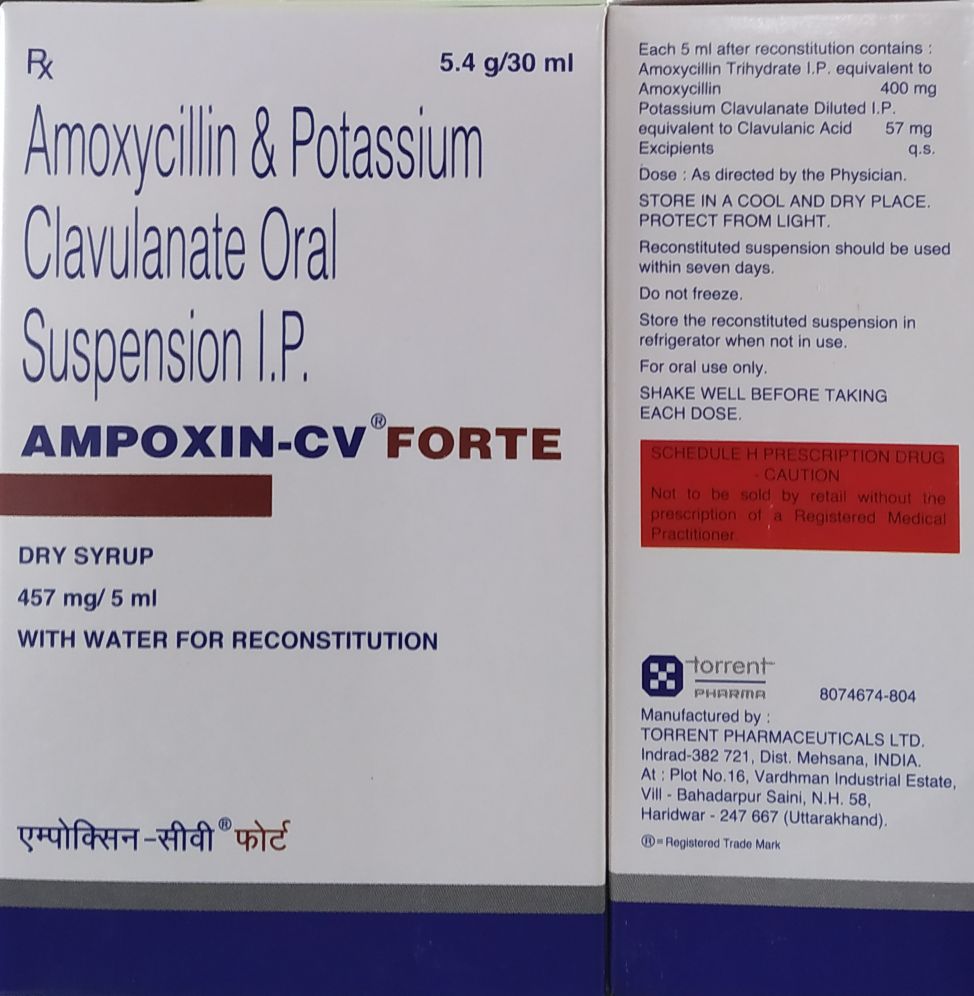 Rx
5.4 g/30 ml
Amoxycillin & Potassium
Clavulanate Oral
Suspension I.P.
AMPOXIN-CV® FORTE
DRY SYRUP
457 mg/ 5 ml
WITH WATER FOR RECONSTITUTION
एम्पोक्सिन-सीवी® फोर्ट
Each 5 ml after reconstitution contains :
Amoxycillin Trihydrate I.P. equivalent to
Amoxycillin 400 mg
Potassium Clavulanate Diluted I.P.
equivalent to Clavulanic Acid 57 mg
Excipients q.s.
Dose : As directed by the Physician.
STORE IN A COOL AND DRY PLACE.
PROTECT FROM LIGHT.
Reconstituted suspension should be used
within seven days.
Do not freeze.
Store the reconstituted suspension in
refrigerator when not in use.
For oral use only.
SHAKE WELL BEFORE TAKING
EACH DOSE.
SCHEDULE H PRESCRIPTION DRUG
- CAUTION
Not to be sold by retail without the
prescription of a Registered Medical
Practitioner.
torrent
PHARMA
8074674-804
Manufactured by :
TORRENT PHARMACEUTICALS LTD.
Indrad-382 721, Dist. Mehsana, INDIA.
At : Plot No.16, Vardhman Industrial Estate,
Vill - Bahadarpur Saini, N.H. 58,
Haridwar - 247 667 (Uttarakhand).
® = Registered Trade Mark